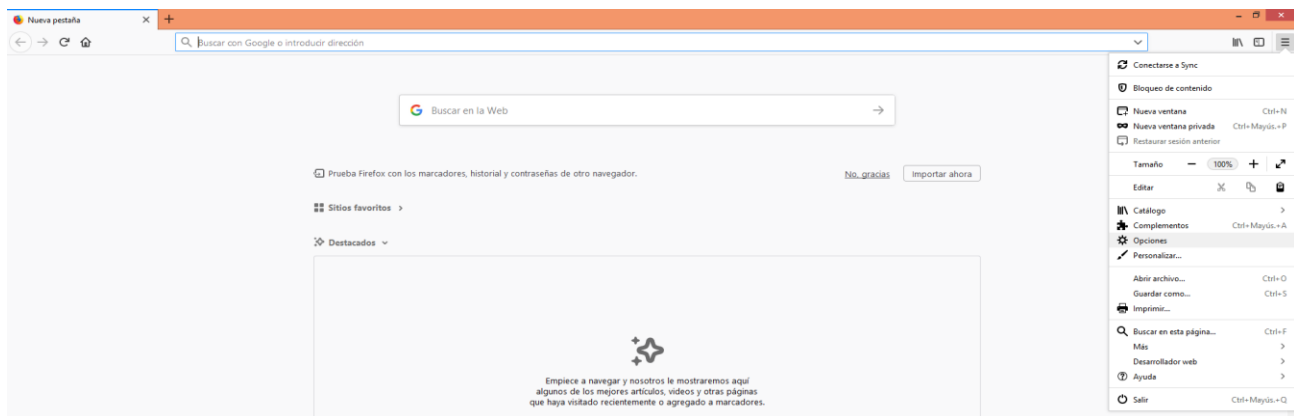 Nueva pestaña
Buscar con Google o introducir dirección
Buscar en la Web
Prueba Firefox con los marcadores, historial y contraseñas de otro navegador. No, gracias Importar ahora
Sitios favoritos
Destacados
Empiece a navegar y nosotros le mostraremos aquí
algunos de los mejores artículos, videos y otras páginas
que haya visitado recientemente o agregado a marcadores.
Conectarse a Sync
Bloqueo de contenido
Nueva ventana Ctrl+N
Nueva ventana privada Ctrl+Mayús.+P
Restaurar sesión anterior
Tamaño 100%
Editar
Catálogo
Complementos Ctrl+Mayús.+A
Opciones
Personalizar...
Abrir archivo... Ctrl+O
Guardar como... Ctrl+S
Imprimir...
Buscar en esta página... Ctrl+F
Más
Desarrollador web
Ayuda
Salir Ctrl+Mayús.+Q